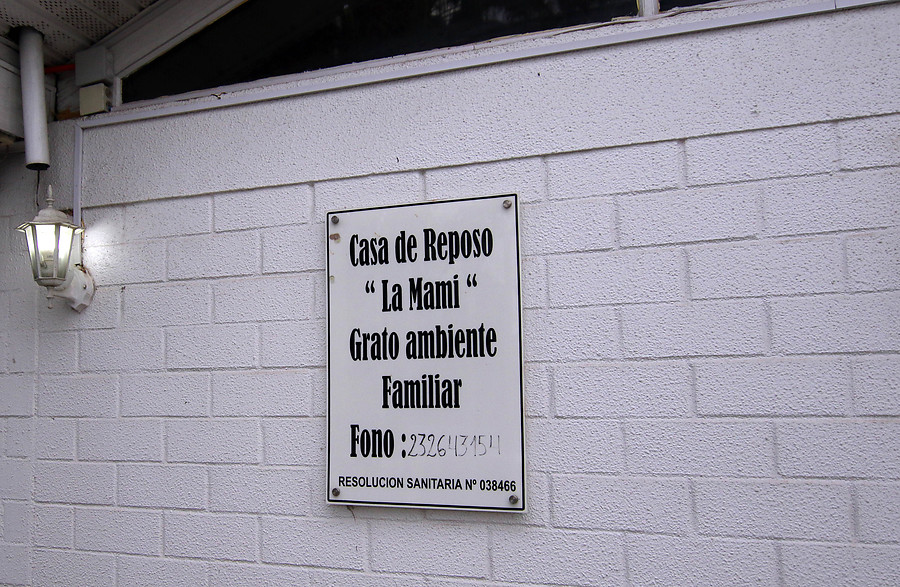 Casa de Reposo
“ La Mami “
Grato ambiente
Familiar
Fono : 232643154
RESOLUCION SANITARIA Nº 038466